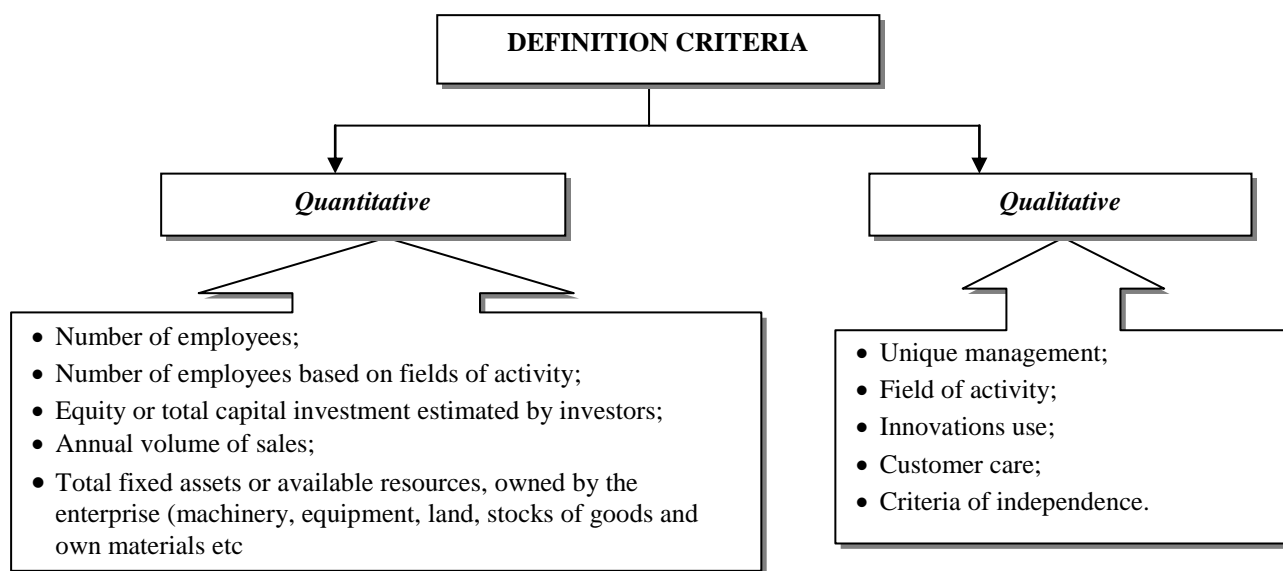 DEFINITION CRITERIA
Quantitative
Qualitative
• Number of employees;
• Number of employees based on fields of activity;
• Equity or total capital investment estimated by investors;
• Annual volume of sales;
• Total fixed assets or available resources, owned by the
enterprise (machinery, equipment, land, stocks of goods and
own materials etc
• Unique management;
• Field of activity;
• Innovations use;
• Customer care;
• Criteria of independence.